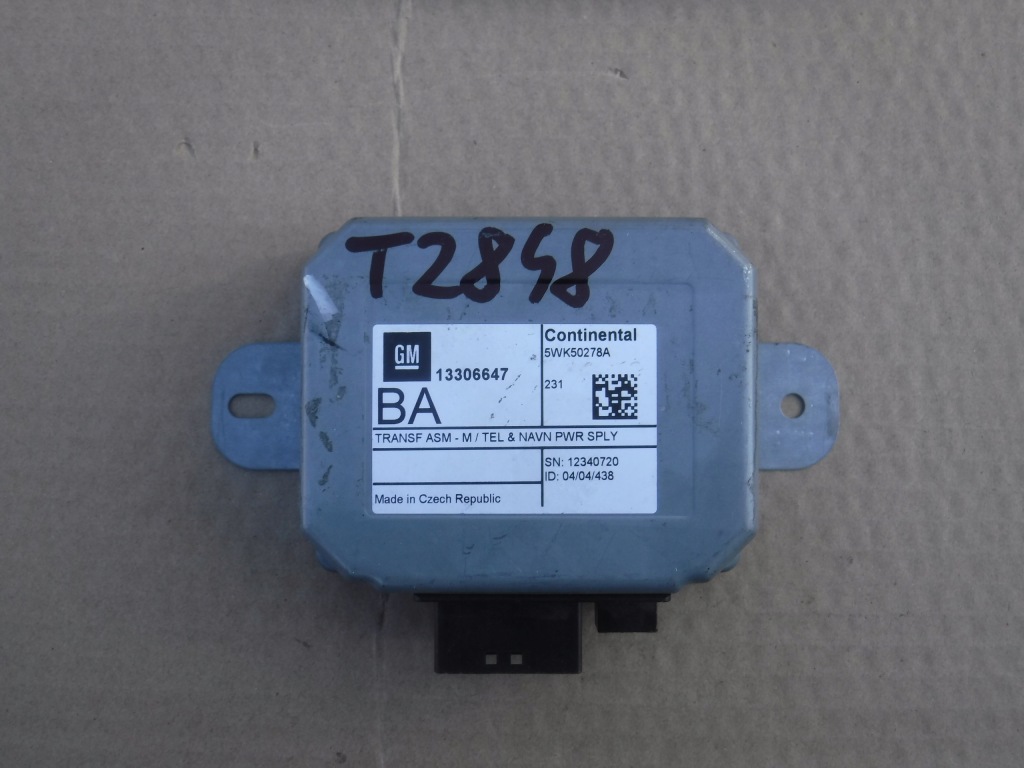 T2848
GM
13306647
BA
Continental
5WK50278A
231
TRANSF ASM - M / TEL & NAVN PWR SPLY
SN: 12340720
ID: 04/04/438
Made in Czech Republic